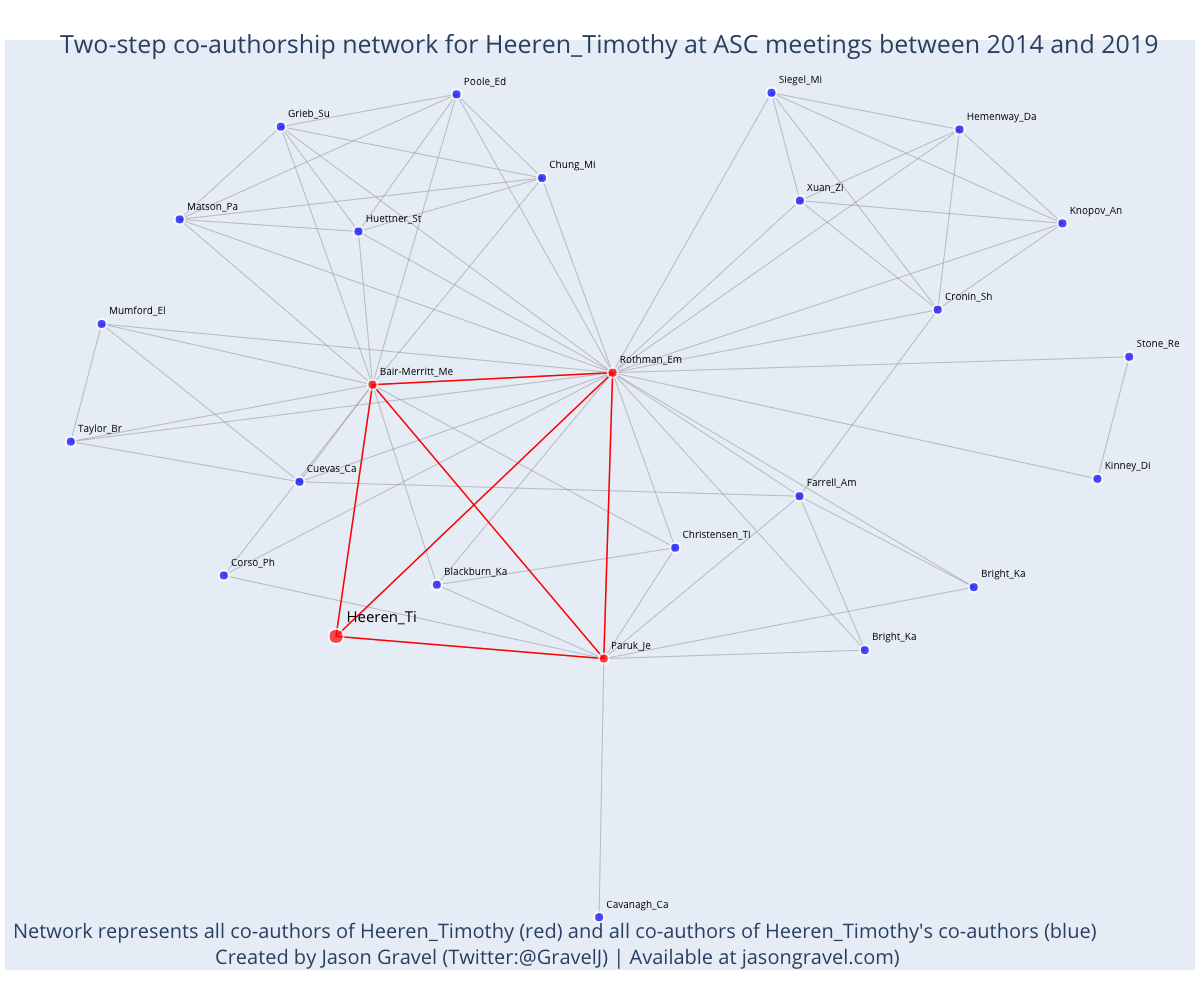 Two-step co-authorship network for Heeren_Timothy at ASC meetings between 2014 and 2019
Poole_Ed
Siegel_Mi
Grieb_Su
Hemenway_Da
Chung_Mi
Xuan_Zi
Matson_Pa
Huettner_St
Knopov_An
Cronin_Sh
Mumford_El
Stone_Re
Rothman_Em
Bair-Merritt_Me
Taylor_Br
Cuevas_Ca
Kinney_Di
Farrell_Am
Christensen_Ti
Corso_Ph
Blackburn_Ka
Bright_Ka
Heeren_Ti
Bright_Ka
Paruk_Je
Cavanagh_Ca
Network represents all co-authors of Heeren_Timothy (red) and all co-authors of Heeren_Timothy's co-authors (blue)
Created by Jason Gravel (Twitter:@GravelJ) | Available at jasongravel.com)